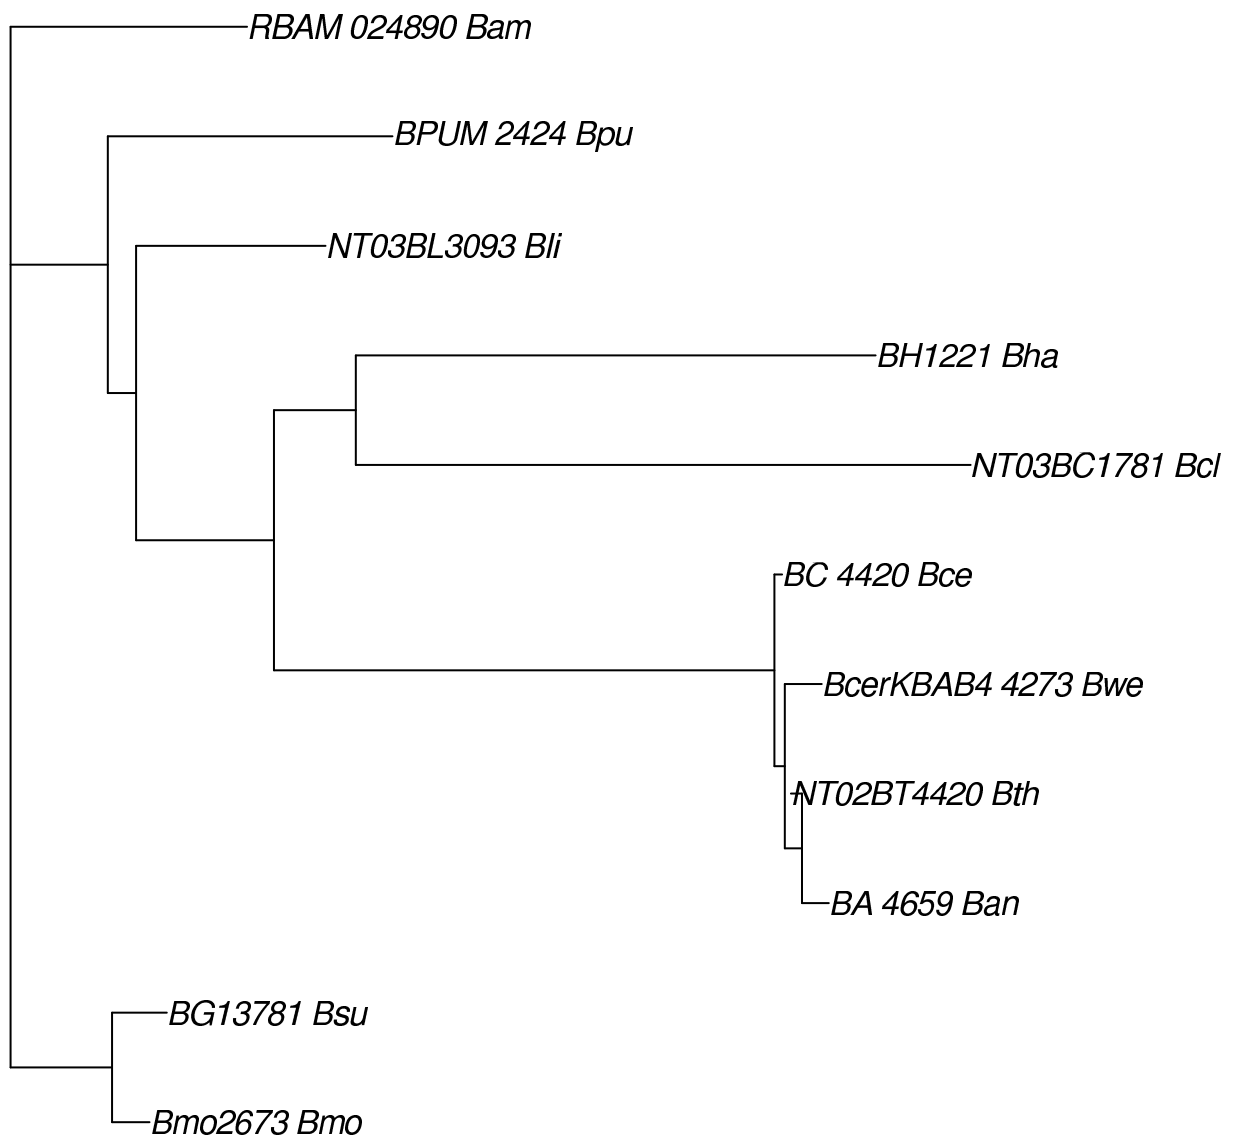 RBAM 024890 Bam
BPUM 2424 Bpu
NT03BL3093 Bli
BH1221 Bha
NT03BC1781 Bcl
BC 4420 Bce
BcerKBAB4 4273 Bwe
NT02BT4420 Bth
BA 4659 Ban
BG13781 Bsu
Bmo2673 Bmo